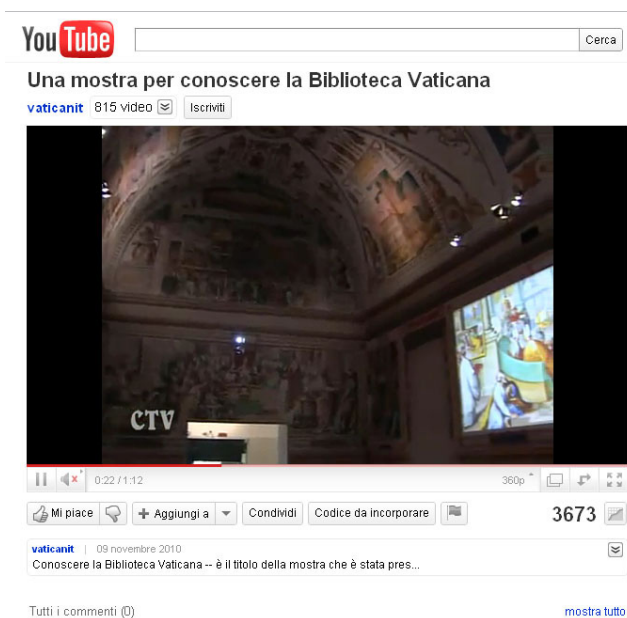 You Tube Cerca
Una mostra per conoscere la Biblioteca Vaticana
vaticanit 815 video Iscriviti
CTV
0:22 / 1:12 360p
Mi piace Aggiungi a Condividi Codice da incorporare 3673
vaticanit | 09 novembre 2010
Conoscere la Biblioteca Vaticana -- è il titolo della mostra che è stata pres...
Tutti i commenti (0) mostra tutto